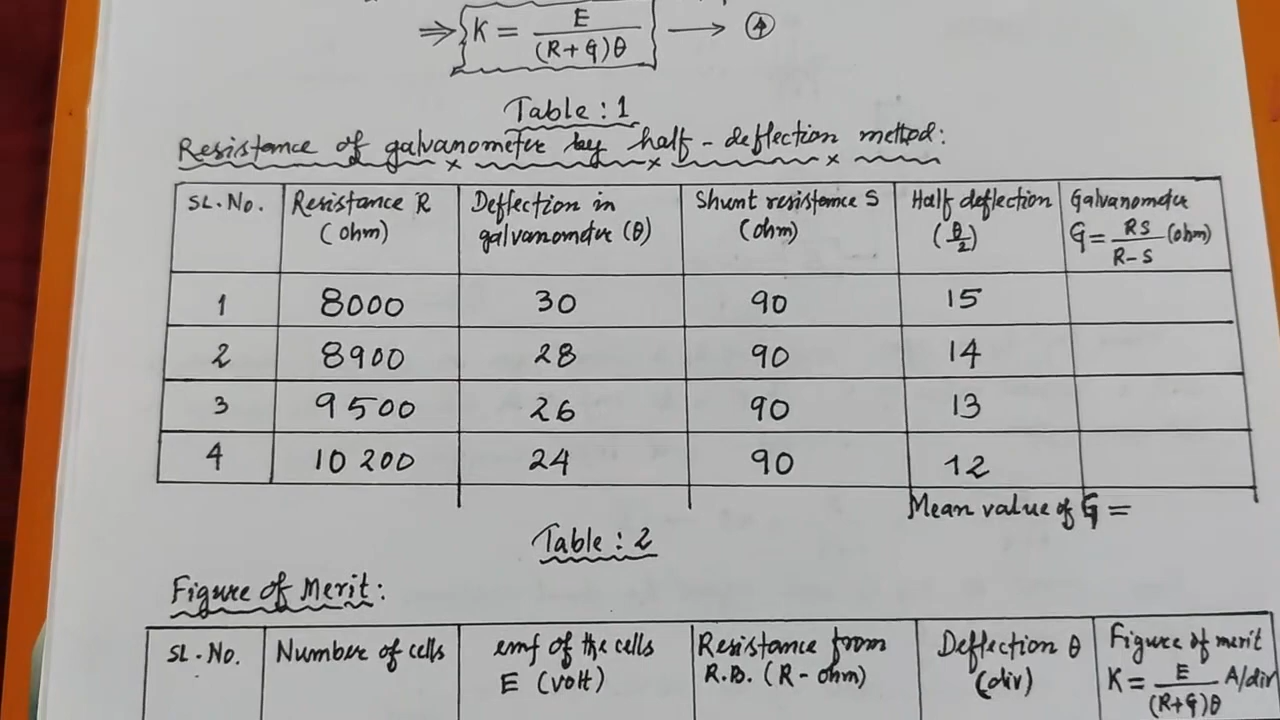 ⇒ K = E/(R+G)θ → ④
Table : 1
Resistance of galvanometer by half-deflection method:
SL. No. | Resistance R (ohm) | Deflection in galvanometer (θ) | Shunt resistance S (ohm) | Half deflection (θ/2) | Galvanometer G = RS/R-S (ohm)
1 | 8000 | 30 | 90 | 15
2 | 8900 | 28 | 90 | 14
3 | 9500 | 26 | 90 | 13
4 | 10 200 | 24 | 90 | 12
Mean value of G =
Table : 2
Figure of Merit:
SL. No. | Number of cells | emf of the cells E (volt) | Resistance from R.B. (R-ohm) | Deflection θ (div) | Figure of merit K = E/(R+G)θ A/div